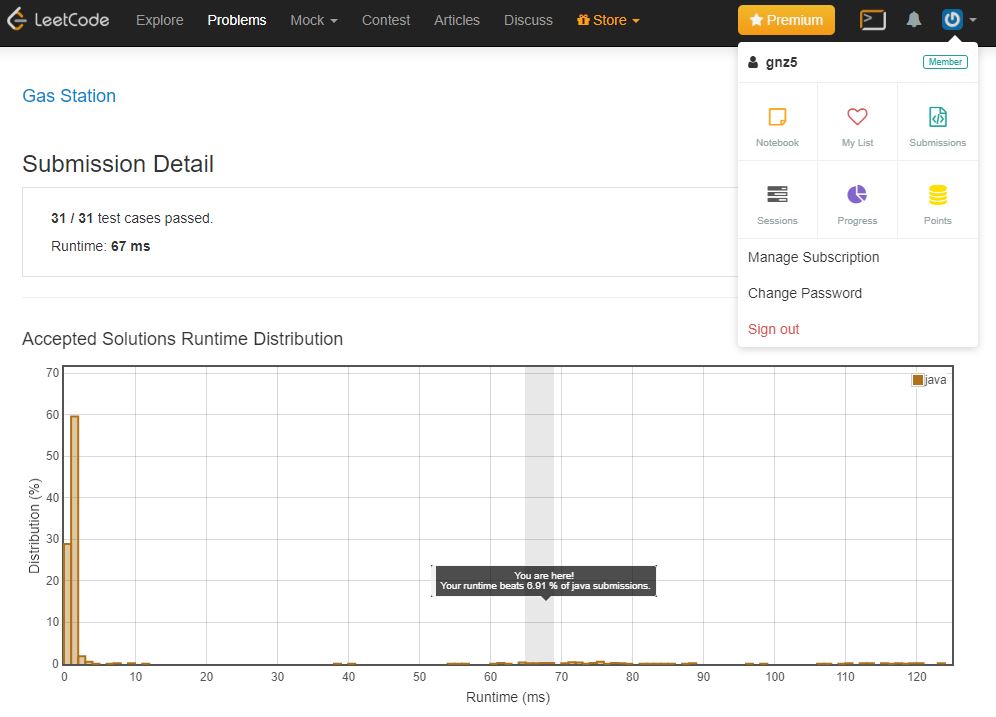 LeetCode Explore Problems Mock Contest Articles Discuss Store Premium
gnz5 Member
Gas Station
Notebook My List Submissions
Submission Detail
31 / 31 test cases passed.
Sessions Progress Points
Runtime: 67 ms
Manage Subscription
Change Password
Sign out
Accepted Solutions Runtime Distribution
java
70
60
50
40
30
20
10
0
Distribution (%)
You are here!
Your runtime beats 6.91 % of java submissions.
0 10 20 30 40 50 60 70 80 90 100 110 120
Runtime (ms)